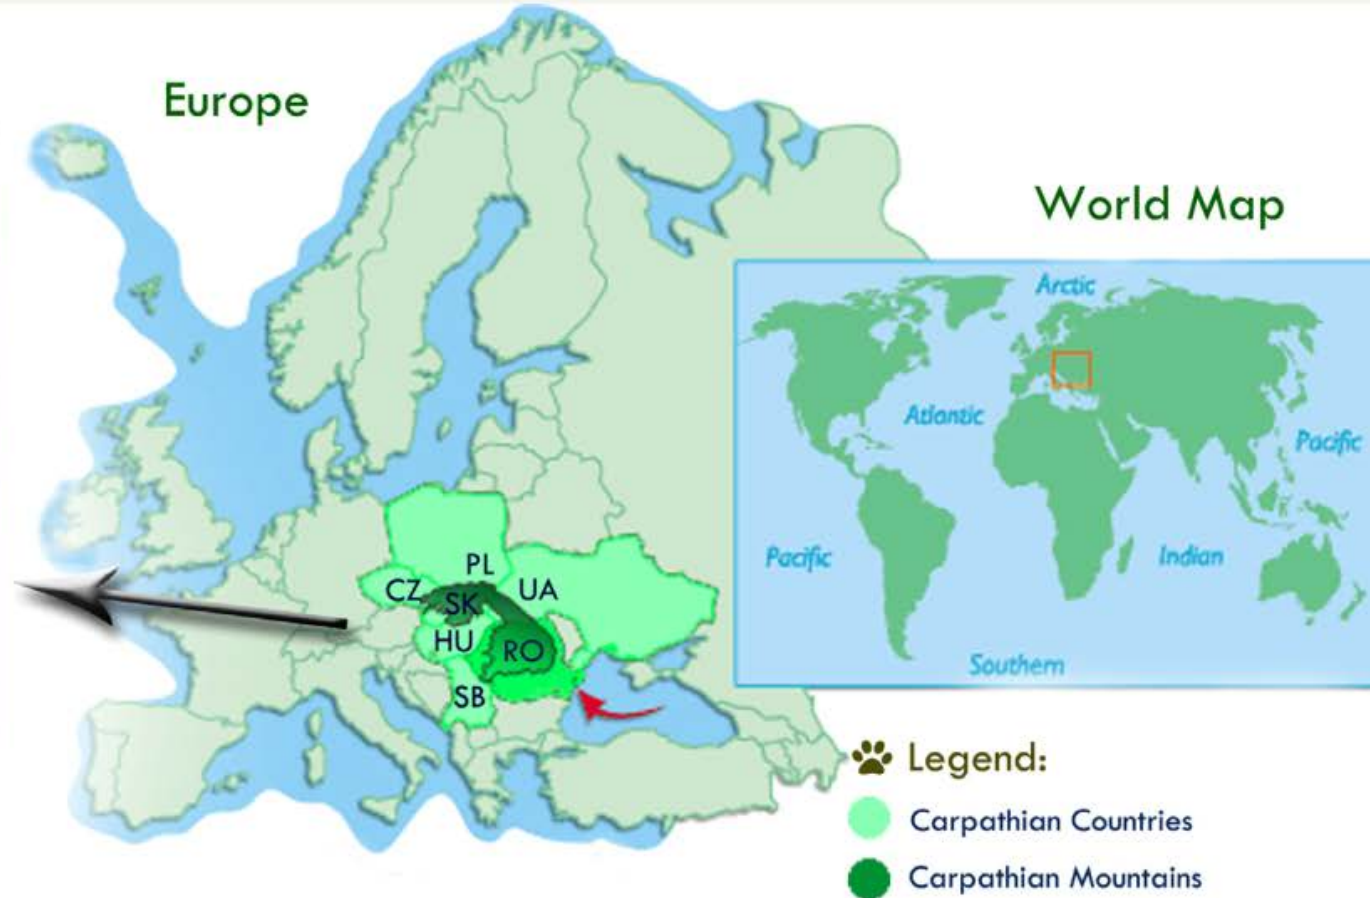 Europe
World Map
Arctic
Atlantic
Pacific
Pacific
Indian
Southern
PL
CZ
UA
SK
HU
RO
SB
Legend:
Carpathian Countries
Carpathian Mountains